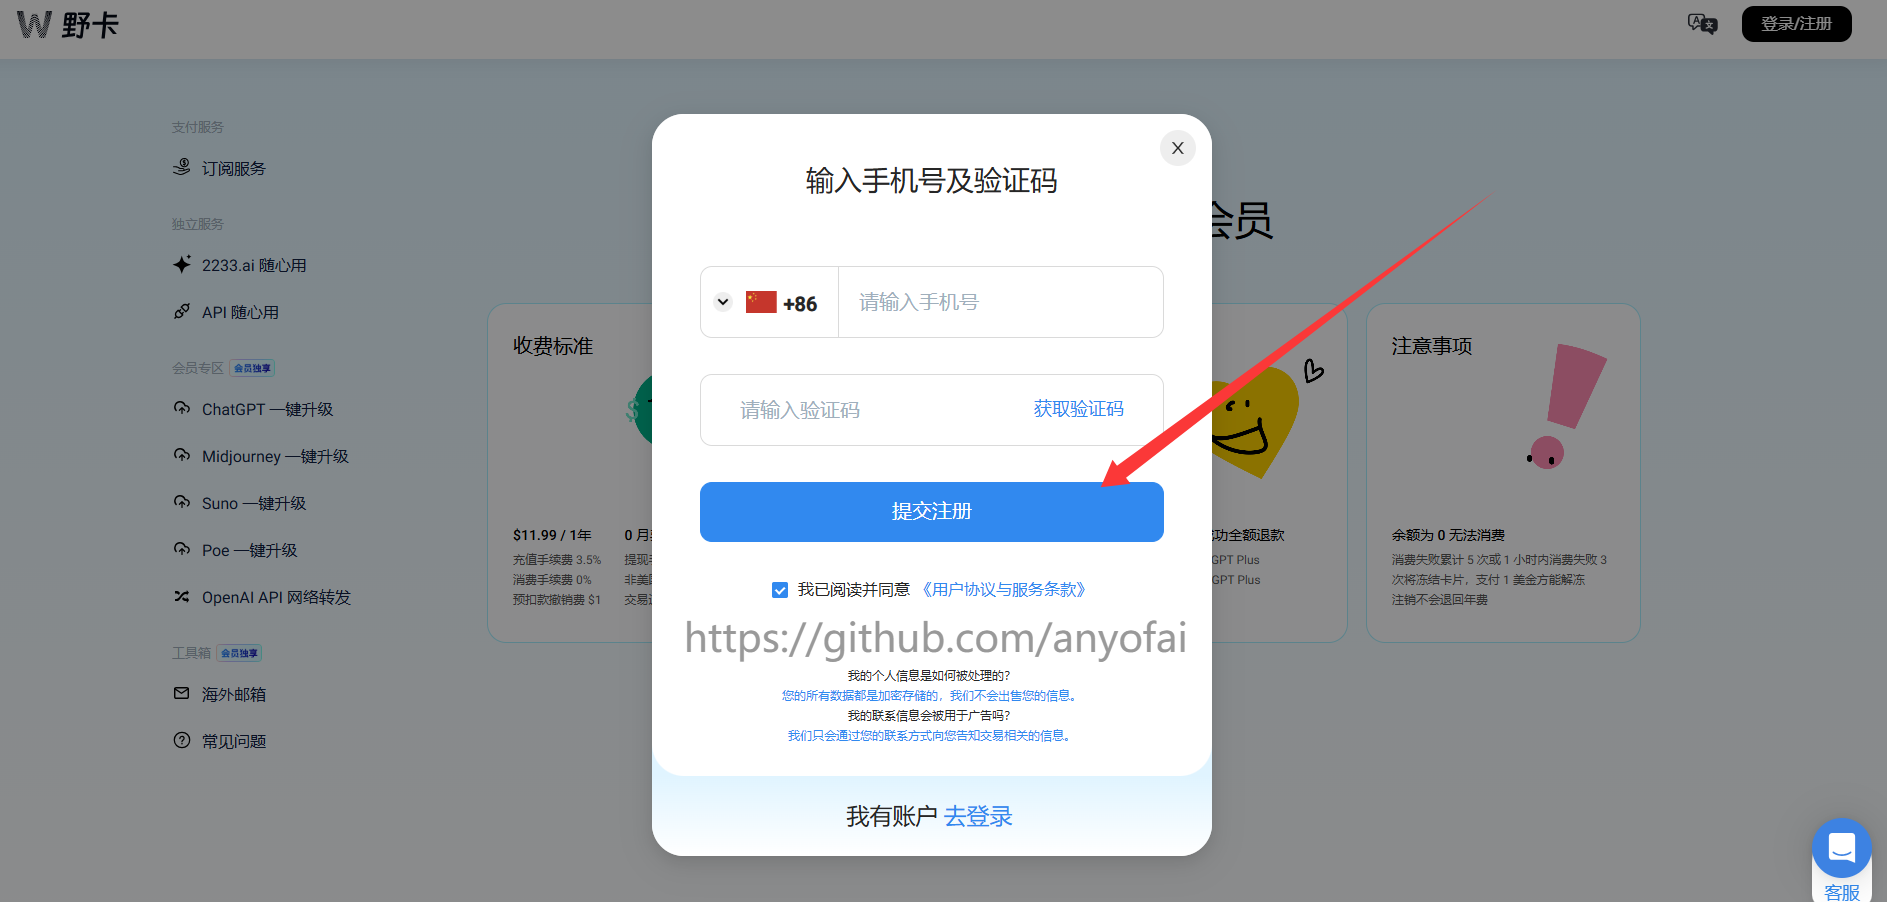 W 野卡
登录/注册
支付服务
订阅服务
独立服务
2233.ai 随心用
API 随心用
会员专区 会员独享
ChatGPT 一键升级
Midjourney 一键升级
Suno 一键升级
Poe 一键升级
OpenAI API 网络转发
工具箱 会员独享
海外邮箱
常见问题
会员
收费标准
$11.99 / 1年
充值手续费 3.5%
消费手续费 0%
预扣款撤销费 $1
0 月
提现
非美
交易
X
输入手机号及验证码
+86 请输入手机号
请输入验证码 获取验证码
提交注册
我已阅读并同意 《用户协议与服务条款》
https://github.com/anyofai
我的个人信息是如何被处理的?
您的所有数据都是加密存储的，我们不会出售您的信息。
我的联系信息会被用于广告吗?
我们只会通过您的联系方式向您告知交易相关的信息。
我有账户 去登录
功全额退款
GPT Plus
GPT Plus
注意事项
余额为 0 无法消费
消费失败累计 5 次或 1 小时内消费失败 3
次将冻结卡片，支付 1 美金方能解冻
注销不会退回年费
客服